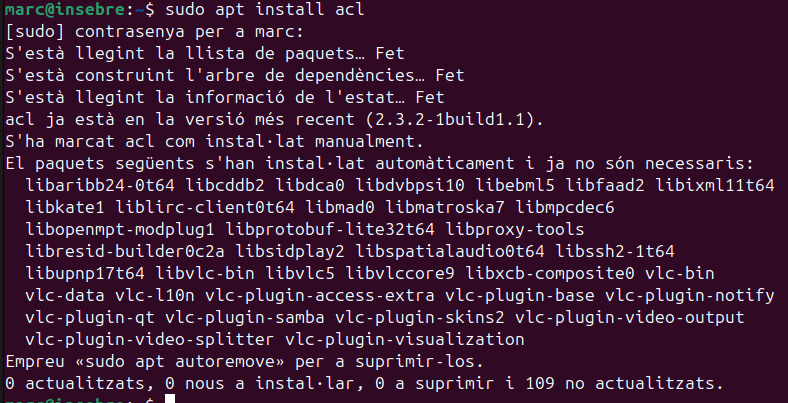 marc@insebre:~$ sudo apt install acl
[sudo] contrasenya per a marc:
S'està llegint la llista de paquets… Fet
S'està construint l'arbre de dependències… Fet
S'està llegint la informació de l'estat… Fet
acl ja està en la versió més recent (2.3.2-1build1.1).
S'ha marcat acl com instal·lat manualment.
El paquets següents s'han instal·lat automàticament i ja no són necessaris:
  libaribb24-0t64 libcddb2 libdca0 libdvbpsi10 libebml5 libfaad2 libixml11t64
  libkate1 liblirc-client0t64 libmad0 libmatroska7 libmpcdec6
  libopenmpt-modplug1 libprotobuf-lite32t64 libproxy-tools
  libresid-builder0c2a libsidplay2 libspatialaudio0t64 libssh2-1t64
  libupnp17t64 libvlc-bin libvlc5 libvlccore9 libxcb-composite0 vlc-bin
  vlc-data vlc-l10n vlc-plugin-access-extra vlc-plugin-base vlc-plugin-notify
  vlc-plugin-qt vlc-plugin-samba vlc-plugin-skins2 vlc-plugin-video-output
  vlc-plugin-video-splitter vlc-plugin-visualization
Empreu «sudo apt autoremove» per a suprimir-los.
0 actualitzats, 0 nous a instal·lar, 0 a suprimir i 109 no actualitzats.
marc@insebre:~$